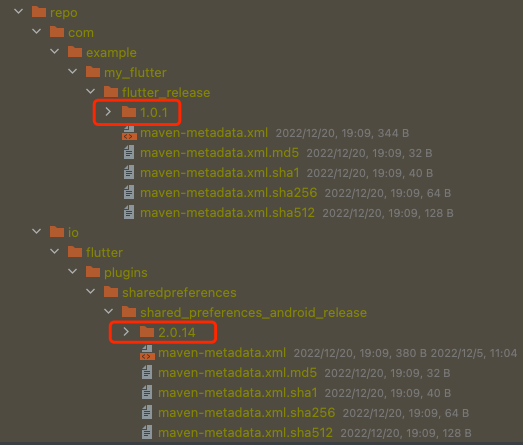 repo
com
example
my_flutter
flutter_release
1.0.1
maven-metadata.xml 2022/12/20, 19:09, 344 B
maven-metadata.xml.md5 2022/12/20, 19:09, 32 B
maven-metadata.xml.sha1 2022/12/20, 19:09, 40 B
maven-metadata.xml.sha256 2022/12/20, 19:09, 64 B
maven-metadata.xml.sha512 2022/12/20, 19:09, 128 B
io
flutter
plugins
sharedpreferences
shared_preferences_android_release
2.0.14
maven-metadata.xml 2022/12/20, 19:09, 380 B 2022/12/5, 11:04
maven-metadata.xml.md5 2022/12/20, 19:09, 32 B
maven-metadata.xml.sha1 2022/12/20, 19:09, 40 B
maven-metadata.xml.sha256 2022/12/20, 19:09, 64 B
maven-metadata.xml.sha512 2022/12/20, 19:09, 128 B